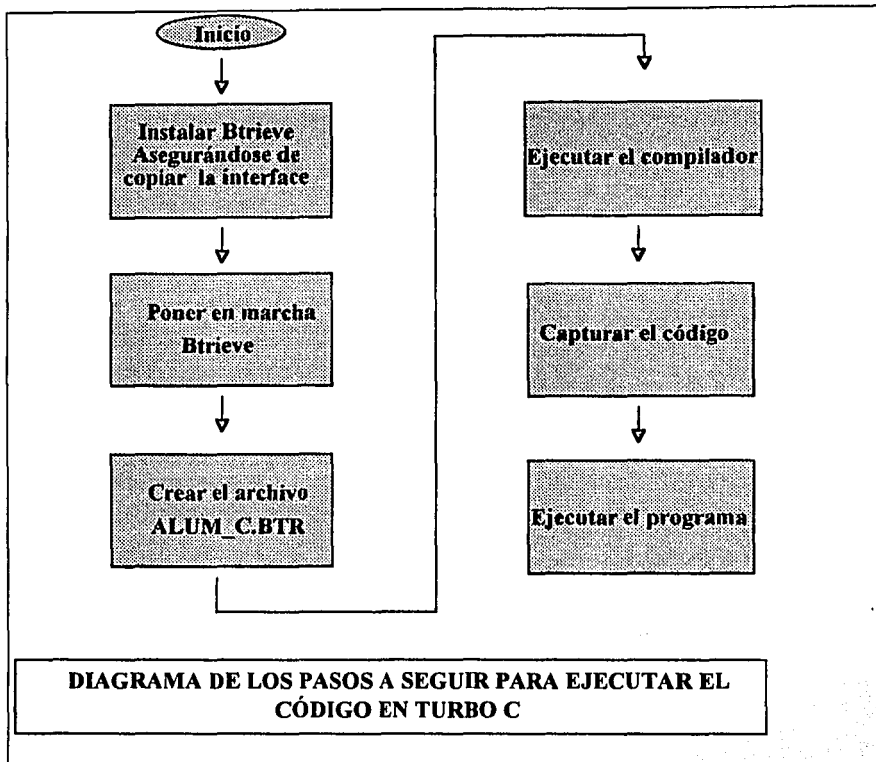 Inicio
Instalar Btrieve
Asegurándose de
copíar la interface
Poner en marcha
Btrieve
Crear el archivo
ALUM_C.BTR
Ejecutar el compilador
Capturar el código
Ejecutar el programa
DIAGRAMA DE LOS PASOS A SEGUIR PARA EJECUTAR EL
CÓDIGO EN TURBO C